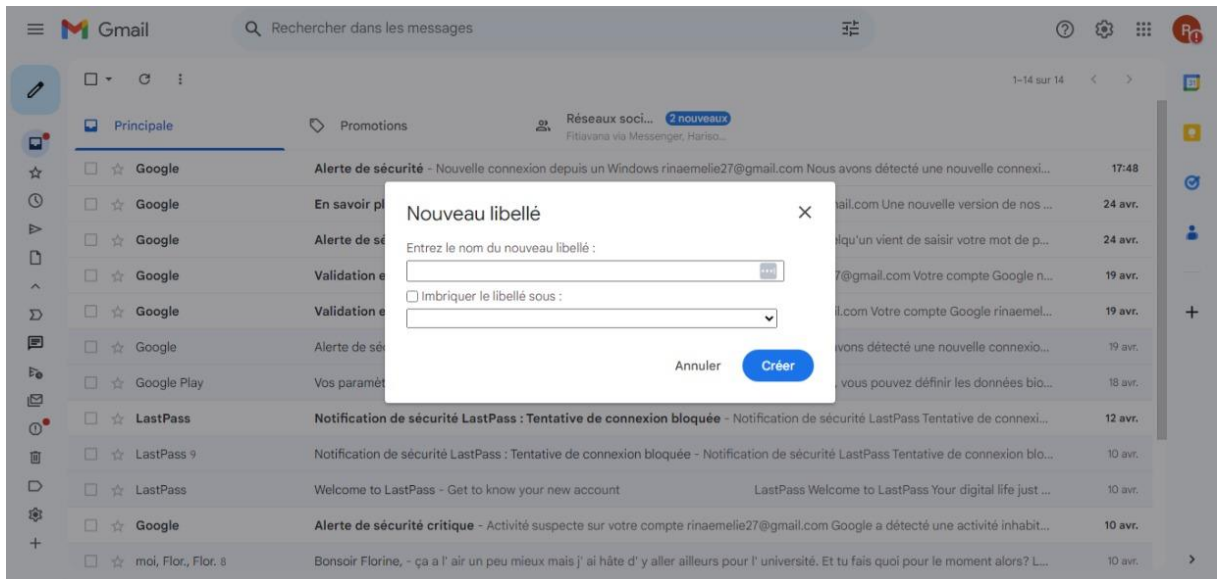 Gmail
Rechercher dans les messages
R
1–14 sur 14
31
Principale
Promotions
Réseaux soci... 2 nouveaux
Fitiavana via Messenger, Hariso...
Google Alerte de sécurité - Nouvelle connexion depuis un Windows rinaemelie27@gmail.com Nous avons détecté une nouvelle connexi... 17:48
Google En savoir pl ail.com Une nouvelle version de nos ... 24 avr.
Google Alerte de sé elqu'un vient de saisir votre mot de p... 24 avr.
Google Validation e 7@gmail.com Votre compte Google n... 19 avr.
Google Validation e il.com Votre compte Google rinaemel... 19 avr.
Google Alerte de séc avons détecté une nouvelle connexio... 19 avr.
Google Play Vos paramèt , vous pouvez définir les données bio... 18 avr.
Nouveau libellé
Entrez le nom du nouveau libellé :
Imbriquer le libellé sous :
Annuler
Créer
LastPass Notification de sécurité LastPass : Tentative de connexion bloquée - Notification de sécurité LastPass Tentative de connexi... 12 avr.
LastPass 9 Notification de sécurité LastPass : Tentative de connexion bloquée - Notification de sécurité LastPass Tentative de connexion blo... 10 avr.
LastPass Welcome to LastPass - Get to know your new account LastPass Welcome to LastPass Your digital life just ... 10 avr.
Google Alerte de sécurité critique - Activité suspecte sur votre compte rinaemelie27@gmail.com Google a détecté une activité inhabit... 10 avr.
moi, Flor., Flor. 8 Bonsoir Florine, - ça a l' air un peu mieux mais j' ai hâte d' y aller ailleurs pour l' université. Et tu fais quoi pour le moment alors? L... 10 avr.